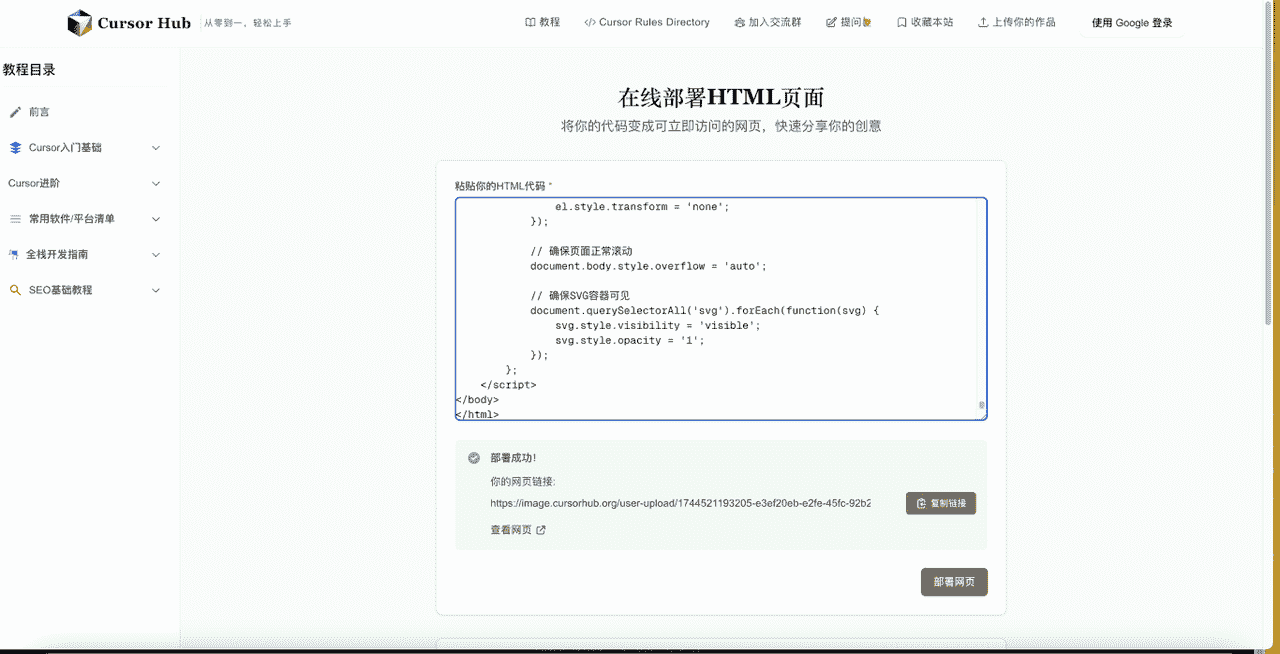 Cursor Hub
从零到一，轻松上手
教程
</> Cursor Rules Directory
加入交流群
提问
收藏本站
上传你的作品
使用 Google 登录
教程目录
前言
Cursor入门基础
Cursor进阶
常用软件/平台清单
全栈开发指南
SEO基础教程
在线部署HTML页面
将你的代码变成可立即访问的网页，快速分享你的创意
粘贴你的HTML代码 *
el.style.transform = 'none';
});
// 确保页面正常滚动
document.body.style.overflow = 'auto';
// 确保SVG容器可见
document.querySelectorAll('svg').forEach(function(svg) {
svg.style.visibility = 'visible';
svg.style.opacity = '1';
});
};
</script>
</body>
</html>
部署成功!
你的网页链接:
https://image.cursorhub.org/user-upload/1744521193205-e3ef20eb-e2fe-45fc-92b2
复制链接
查看网页
部署网页